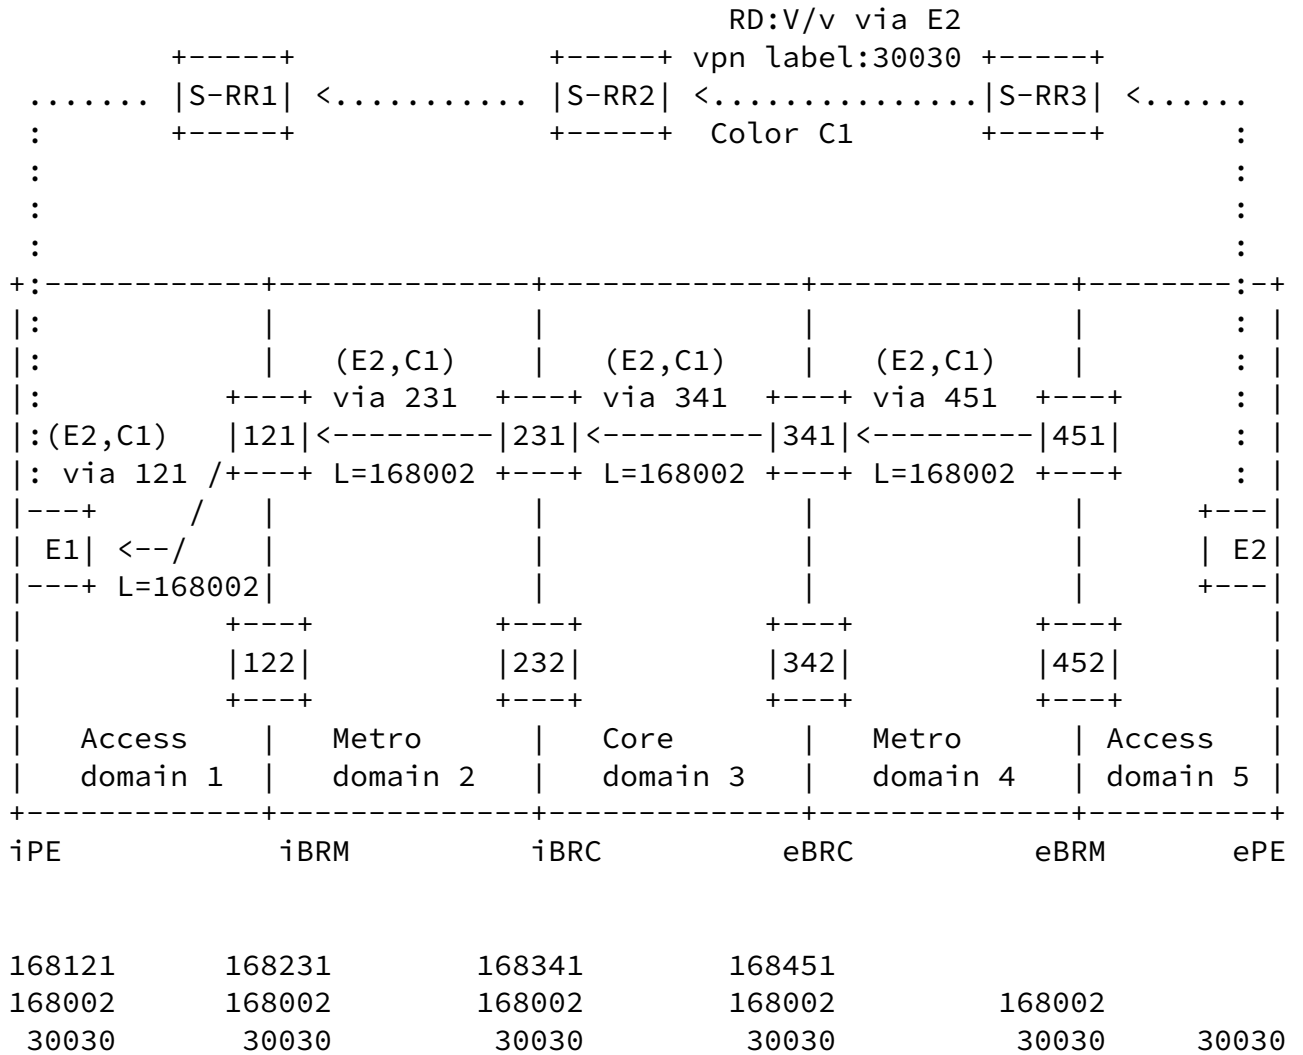 RD:V/v via E2
         +-----+              +-----+ vpn label:30030 +-----+
 ....... |S-RR1| <........... |S-RR2| <...............|S-RR3| <......
 :       +-----+              +-----+  Color C1       +-----+       :
 :                                                                  :
 :                                                                  :
 :                                                                  :
+:------------+--------------+--------------+--------------+--------:-+
|:            |              |              |              |        : |
|:            |   (E2,C1)    |   (E2,C1)    |   (E2,C1)    |        : |
|:          +---+ via 231  +---+ via 341  +---+ via 451  +---+      : |
|:(E2,C1)   |121|<---------|231|<---------|341|<---------|451|      : |
|: via 121 /+---+ L=168002 +---+ L=168002 +---+ L=168002 +---+      : |
|---+     /   |              |              |              |      +---|
| E1| <--/    |              |              |              |      | E2|
|---+ L=168002|              |              |              |      +---|
|           +---+          +---+          +---+          +---+        |
|           |122|          |232|          |342|          |452|        |
|           +---+          +---+          +---+          +---+        |
|   Access    |   Metro      |   Core       |   Metro      | Access   |
|   domain 1  |   domain 2   |   domain 3   |   domain 4   | domain 5 |
+-------------+--------------+--------------+--------------+----------+
iPE            iBRM          iBRC          eBRC          eBRM       ePE
168121      168231        168341        168451
168002      168002        168002        168002         168002
 30030       30030         30030         30030          30030     30030